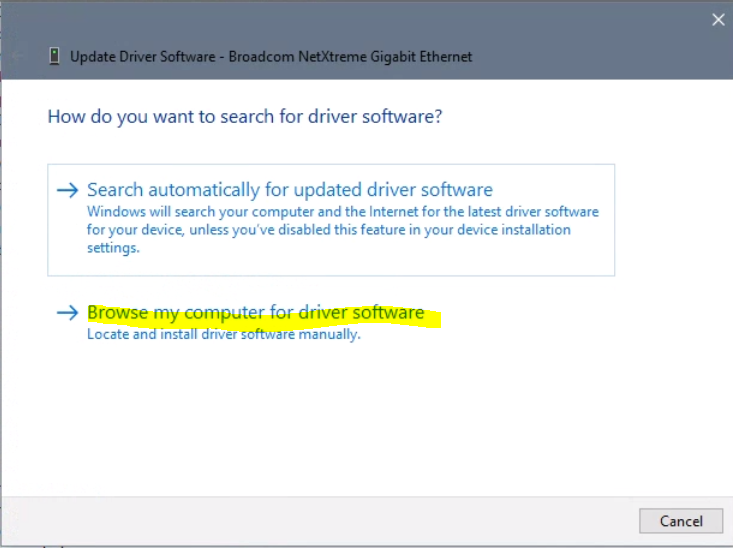 Update Driver Software - Broadcom NetXtreme Gigabit Ethernet
How do you want to search for driver software?
Search automatically for updated driver software
Windows will search your computer and the Internet for the latest driver software
for your device, unless you've disabled this feature in your device installation
settings.
Browse my computer for driver software
Locate and install driver software manually.
Cancel